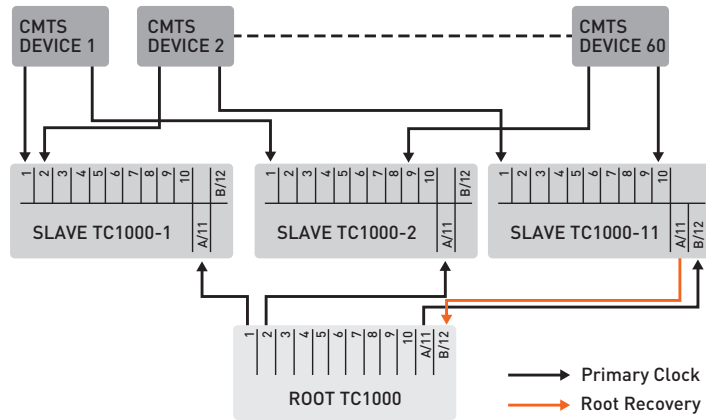 CMTS
DEVICE 1
CMTS
DEVICE 2
CMTS
DEVICE 60
1 2 3 4 5 6 7 8 9 10 B/12
SLAVE TC1000-1 A/11
1 2 3 4 5 6 7 8 9 10 B/12
SLAVE TC1000-2 A/11
1 2 3 4 5 6 7 8 9 10
SLAVE TC1000-11 A/11 B/12
1 2 3 4 5 6 7 8 9 10 A/11 B/12
ROOT TC1000
Primary Clock
Root Recovery